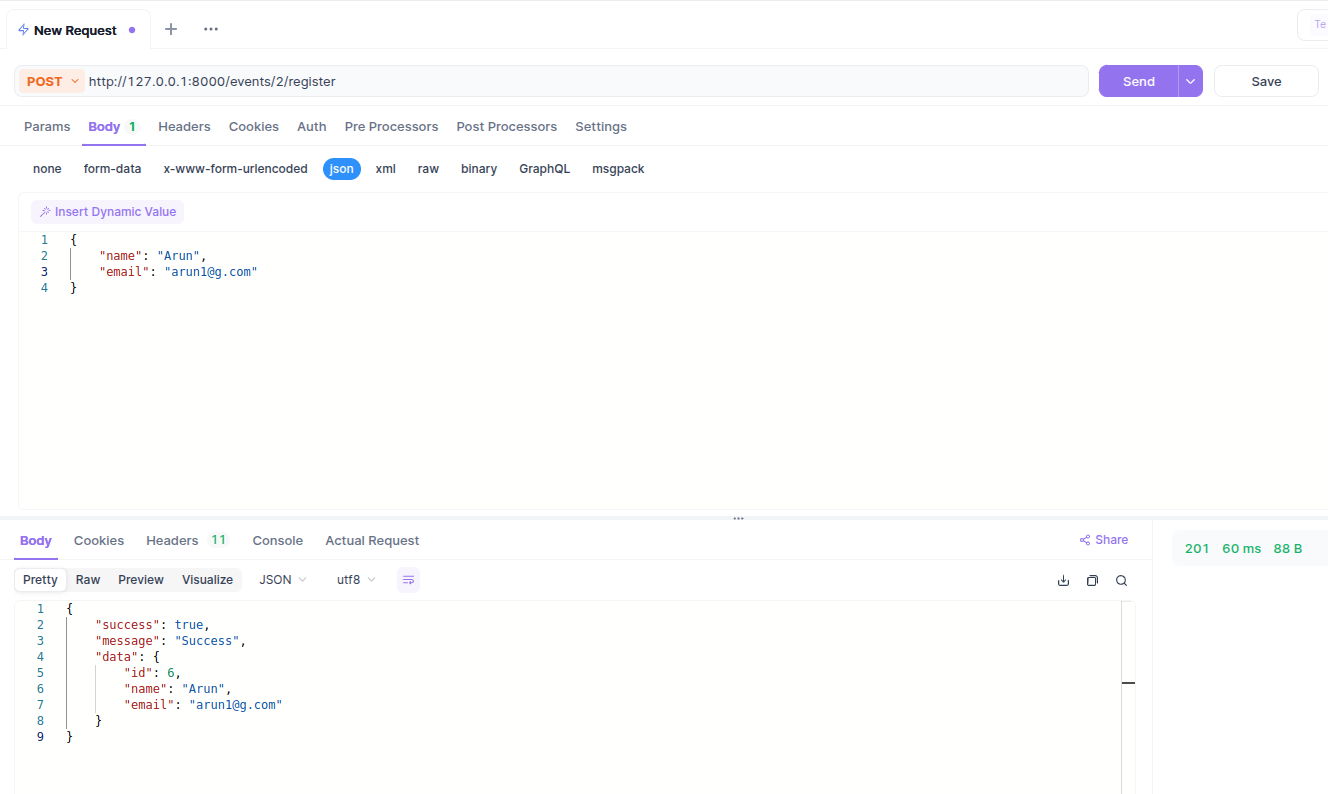 New Request
Te
POST http://127.0.0.1:8000/events/2/register Send Save
Params Body 1 Headers Cookies Auth Pre Processors Post Processors Settings
none form-data x-www-form-urlencoded json xml raw binary GraphQL msgpack
Insert Dynamic Value
1 {
2 "name": "Arun",
3 "email": "arun1@g.com"
4 }
Body Cookies Headers 11 Console Actual Request Share
201 60 ms 88 B
Pretty Raw Preview Visualize JSON utf8
1 {
2 "success": true,
3 "message": "Success",
4 "data": {
5 "id": 6,
6 "name": "Arun",
7 "email": "arun1@g.com"
8 }
9 }